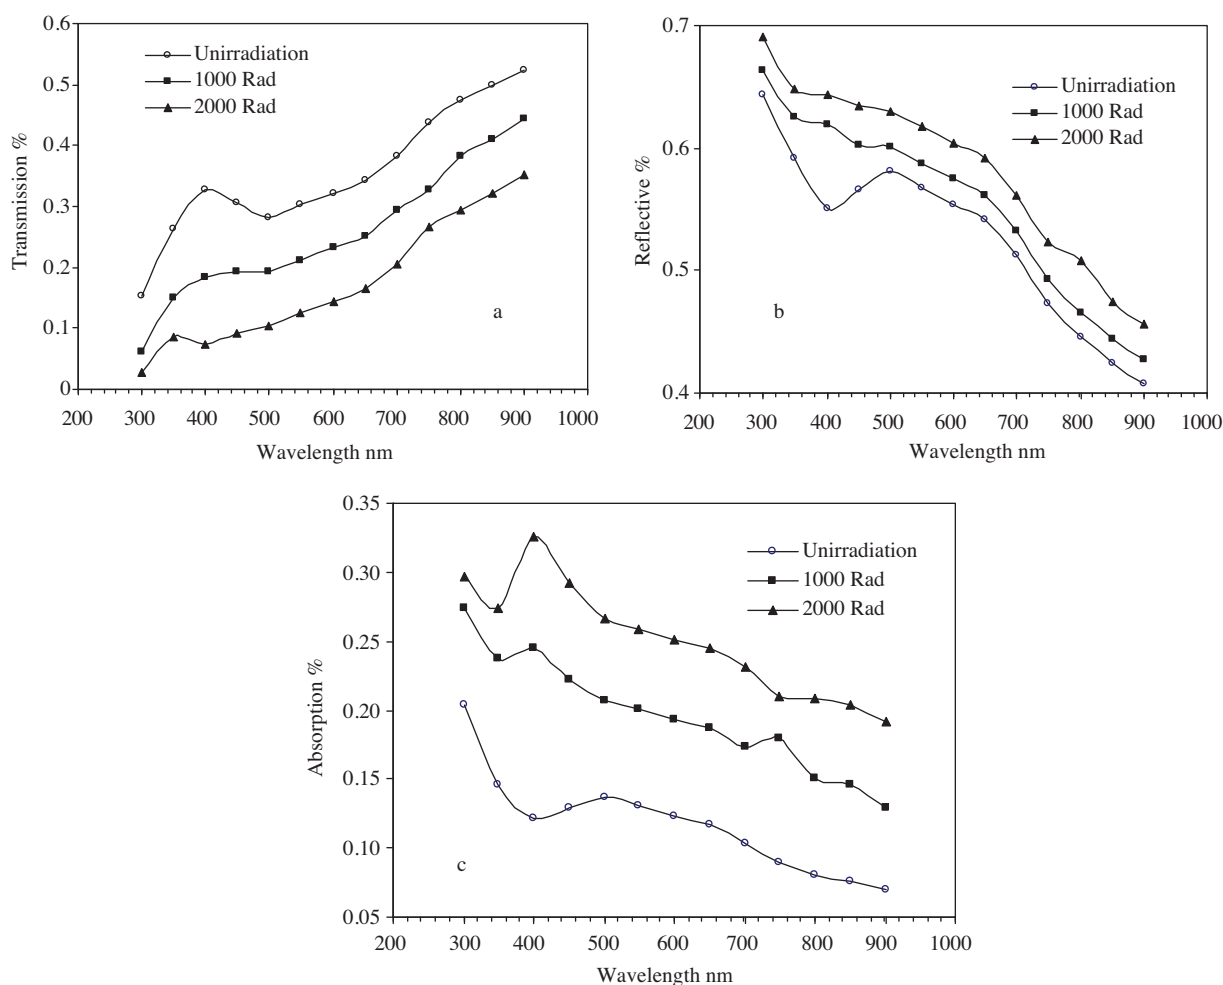 0.6
0.5
0.4
0.3
0.2
0.1
0
Transmission %
Unirradiation
1000 Rad
2000 Rad
a
200 300 400 500 600 700 800 900 1000
Wavelength nm
0.7
0.6
0.5
0.4
Reflective %
Unirradiation
1000 Rad
2000 Rad
b
200 300 400 500 600 700 800 900 1000
Wavelength nm
0.35
0.30
0.25
0.20
0.15
0.10
0.05
Absorption %
Unirradiation
1000 Rad
2000 Rad
c
200 300 400 500 600 700 800 900 1000
Wavelength nm